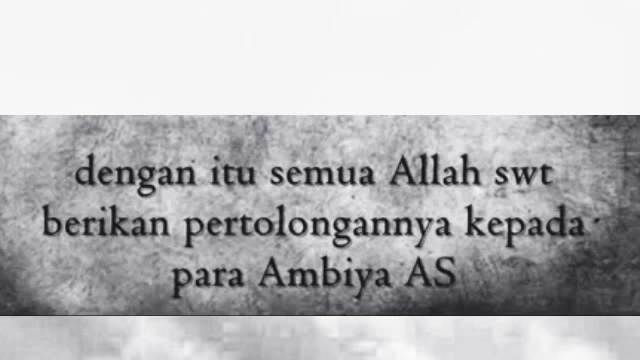 dengan itu semua Allah swt
berikan pertolongannya kepada
para Ambiya AS